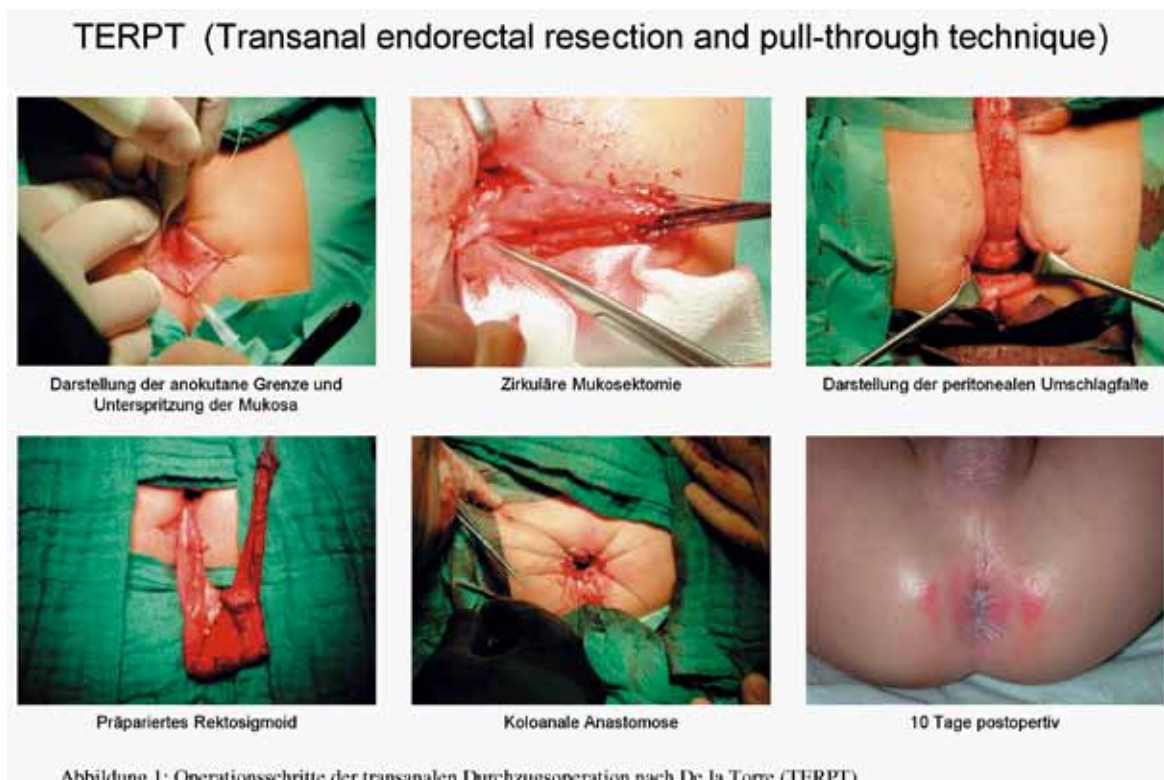 TERPT (Transanal endorectal resection and pull-through technique)
Darstellung der anokutane Grenze und
Unterspritzung der Mukosa
Zirkuläre Mukosektomie
Darstellung der peritonealen Umschlagfalte
Präpariertes Rektosigmoid
Koloanale Anastomose
10 Tage postopertiv
Abbildung 1: Operationsschritte der transanalen Durchzugsoperation nach De la Torre (TERPT)